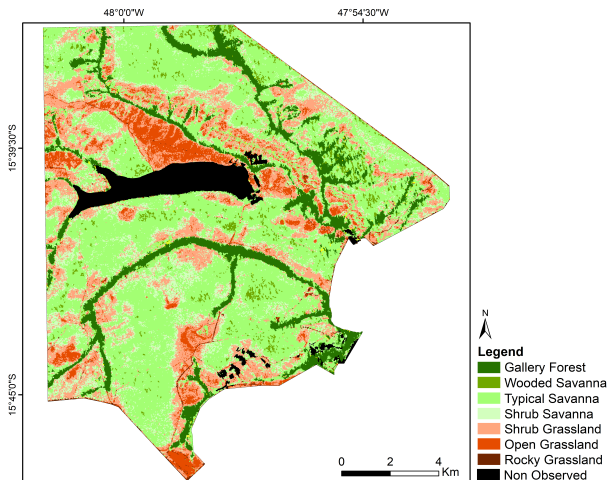 48°0'0"W
47°54'30"W
15°39'30"S
15°45'0"S
N
Legend
Gallery Forest
Wooded Savanna
Typical Savanna
Shrub Savanna
Shrub Grassland
Open Grassland
Rocky Grassland
Non Observed
0 2 4
Km